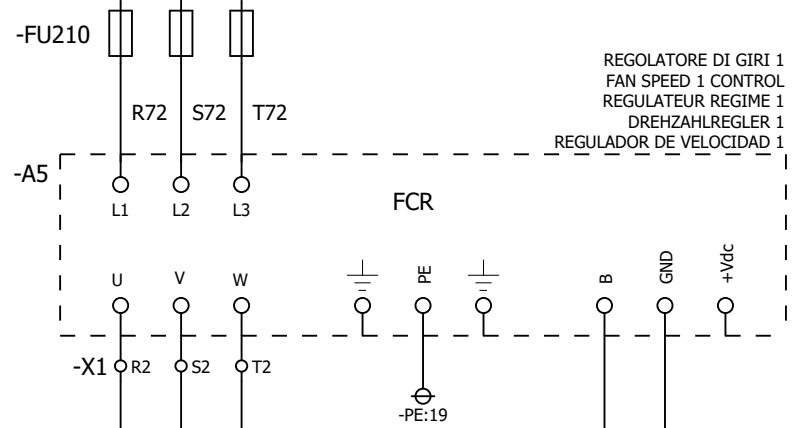 -FU210
R72 S72 T72
REGOLATORE DI GIRI 1
FAN SPEED 1 CONTROL
REGULATEUR REGIME 1
DREHZAHLREGLER 1
REGULADOR DE VELOCIDAD 1
-A5
L1 L2 L3
FCR
U V W PE B GND +Vdc
-X1 R2 S2 T2
-PE:19